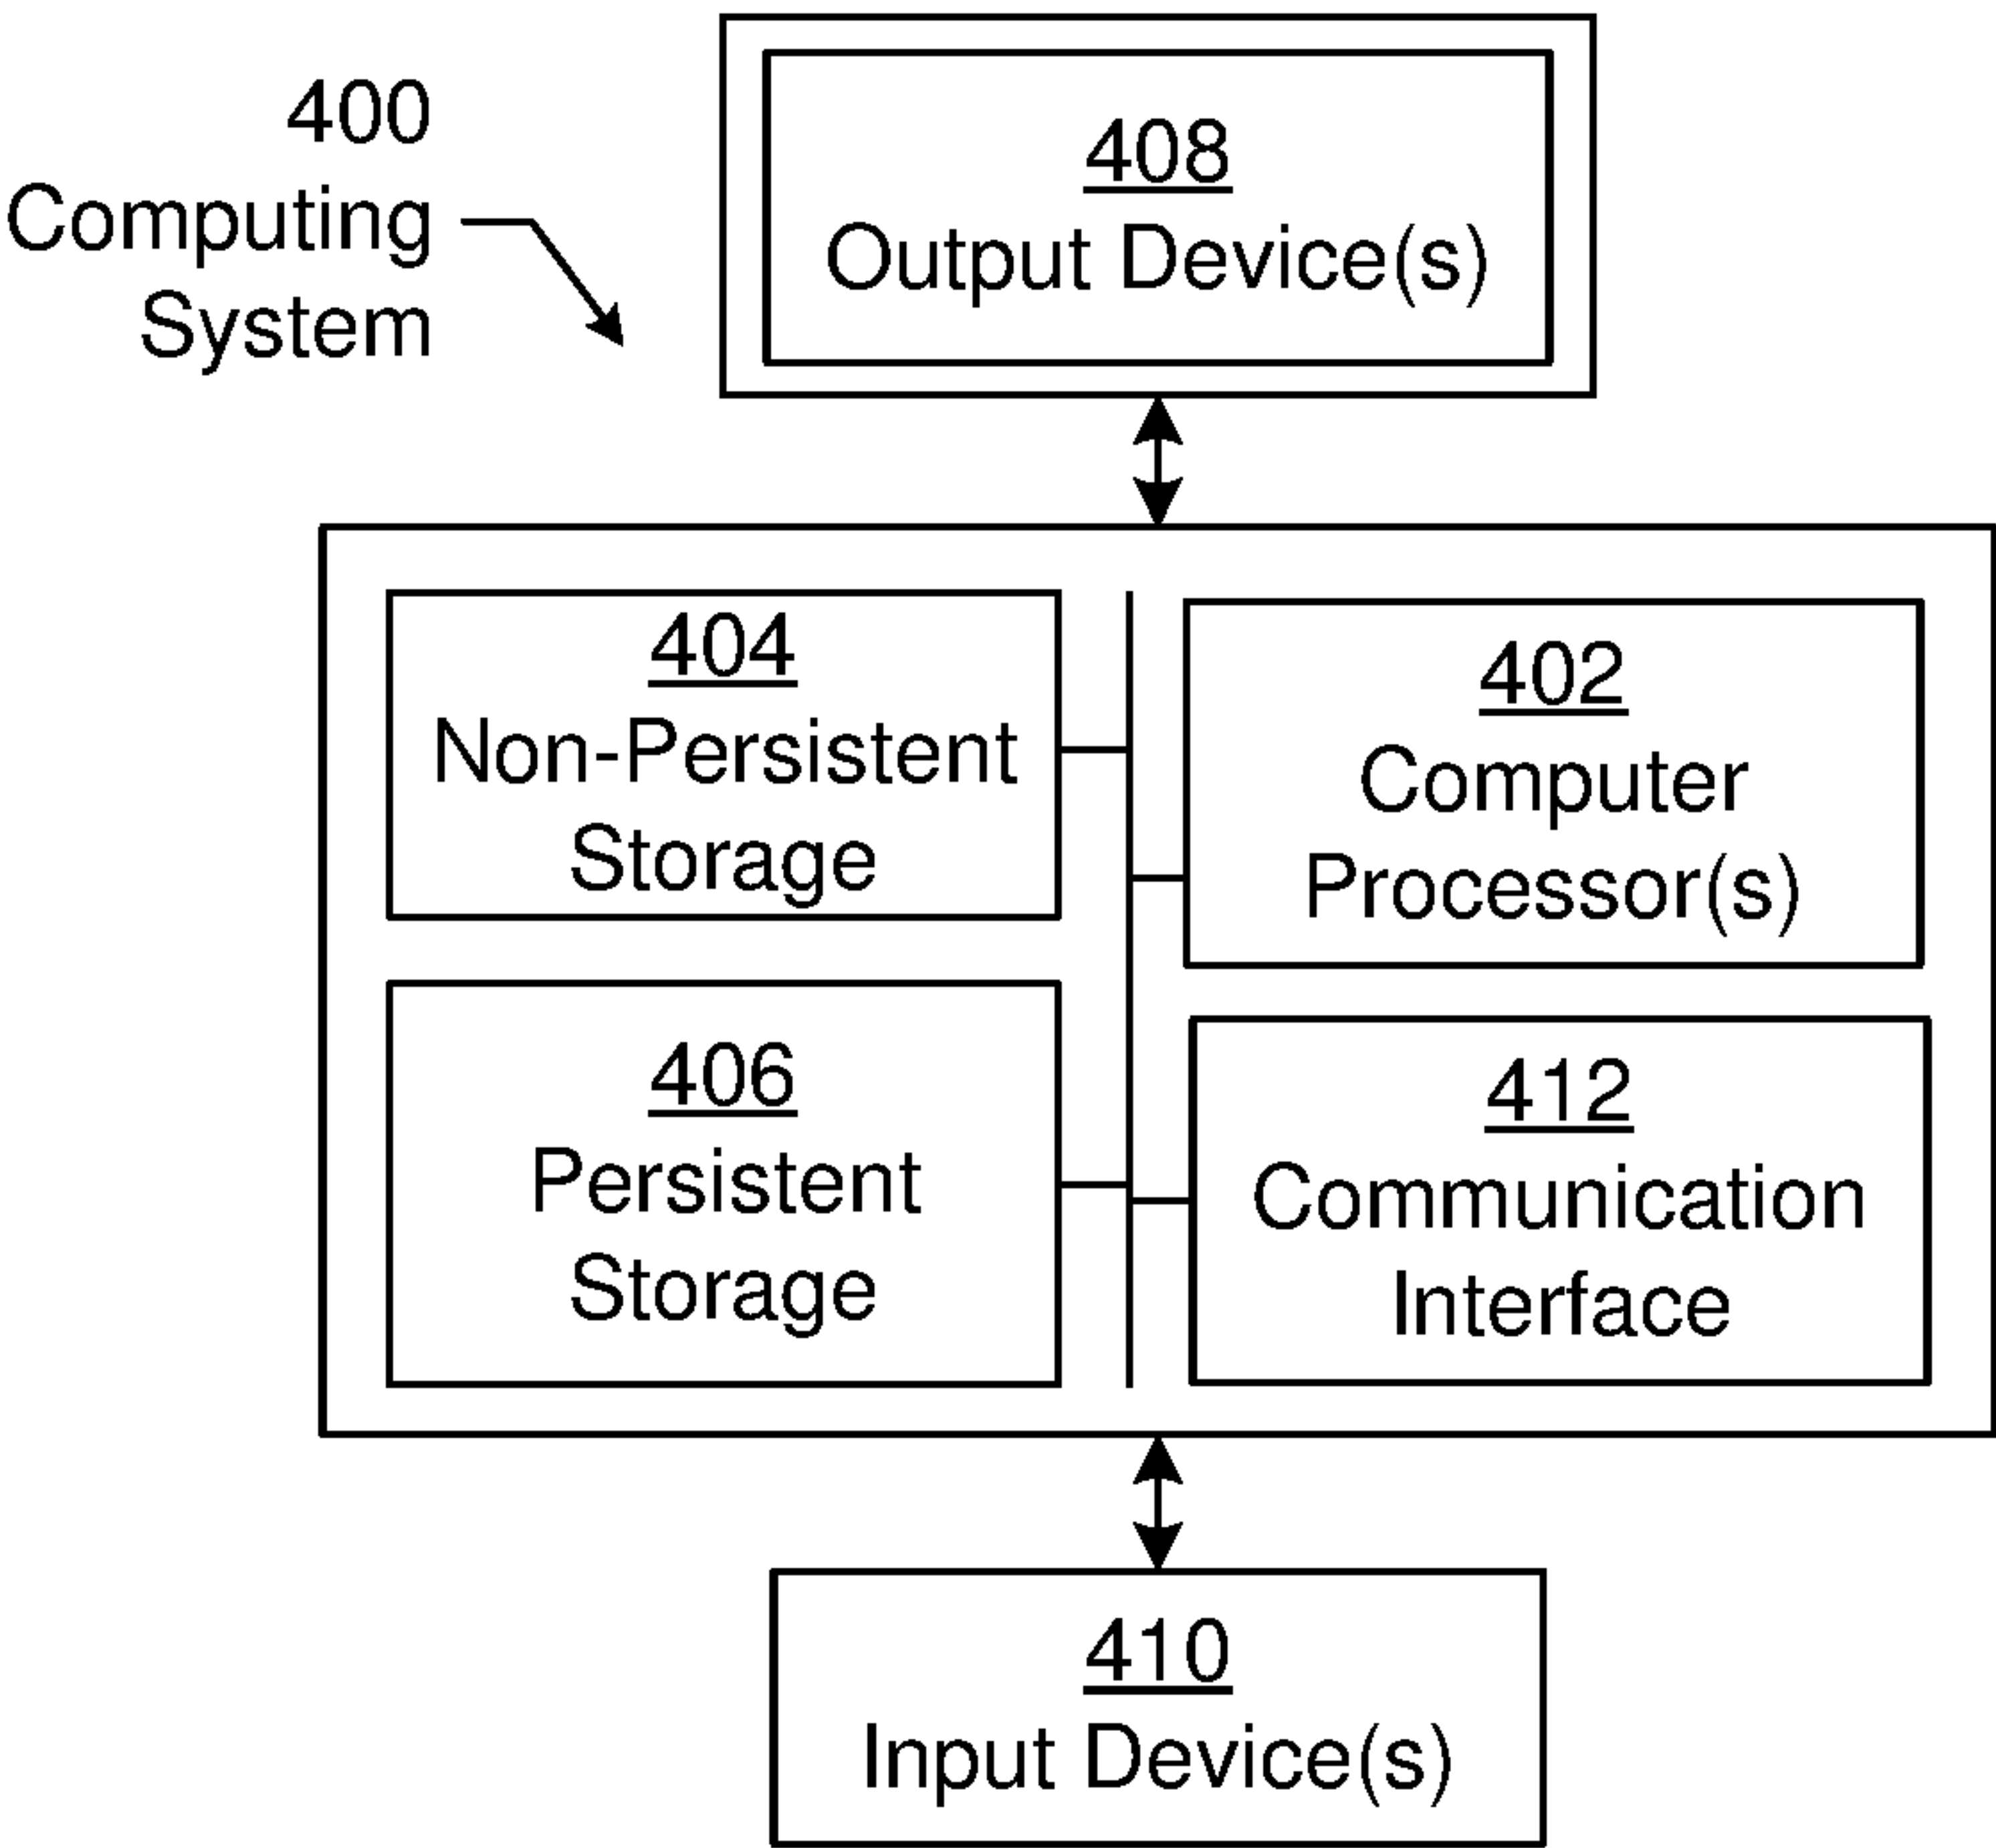 400
Computing
System
408
Output Device(s)
404
Non-Persistent
Storage
402
Computer
Processor(s)
406
Persistent
Storage
412
Communication
Interface
410
Input Device(s)